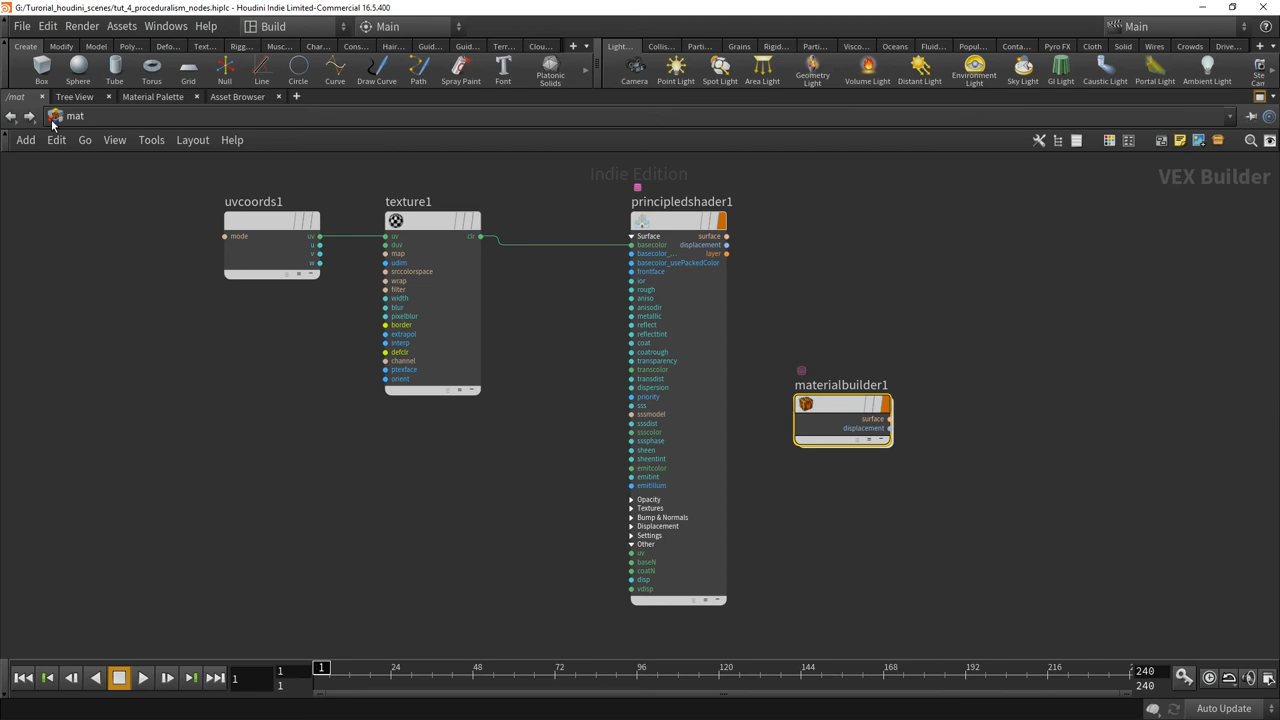 G:/Turorial_houdini_scenes/tut_4_proceduralism_nodes.hiplc - Houdini Indie Limited-Commercial 16.5.400
File Edit Render Assets Windows Help Build Main Main
Create Modify Model Poly... Defo... Text... Rigg... Musc... Char... Cons... Hair... Guid... Guid... Terr... Clou... Light... Collis... Parti... Grains Rigid... Parti... Visco... Oceans Fluid... Popul... Conta... Pyro FX Cloth Solid Wires Crowds Drive...
Box Sphere Tube Torus Grid Null Line Circle Curve Draw Curve Path Spray Paint Font Platonic Solids Camera Point Light Spot Light Area Light Geometry Light Volume Light Distant Light Environment Light Sky Light GI Light Caustic Light Portal Light Ambient Light Ste Can
/mat Tree View Material Palette Asset Browser
mat
Add Edit Go View Tools Layout Help
Indie Edition
VEX Builder
uvcoords1
mode uv
u
v
w
texture1
uv clr
duv
map
udim
srccolorspace
wrap
filter
width
blur
pixelblur
border
extrapol
interp
defclr
channel
ptexface
orient
principledshader1
Surface surface
basecolor displacement
basecolor_... layer
basecolor_usePackedColor
frontface
ior
rough
aniso
anisodir
metallic
reflect
reflecttint
coat
coatrough
transparency
transcolor
transdist
dispersion
priority
sss
sssmodel
sssdist
ssscolor
sssphase
sheen
sheentint
emitcolor
emitint
emitillum
Opacity
Textures
Bump & Normals
Displacement
Settings
Other
uv
baseN
coatN
disp
vdisp
materialbuilder1
surface
displacement
1 1 1 24 48 72 96 120 144 168 192 216 2 240
1 240
Auto Update